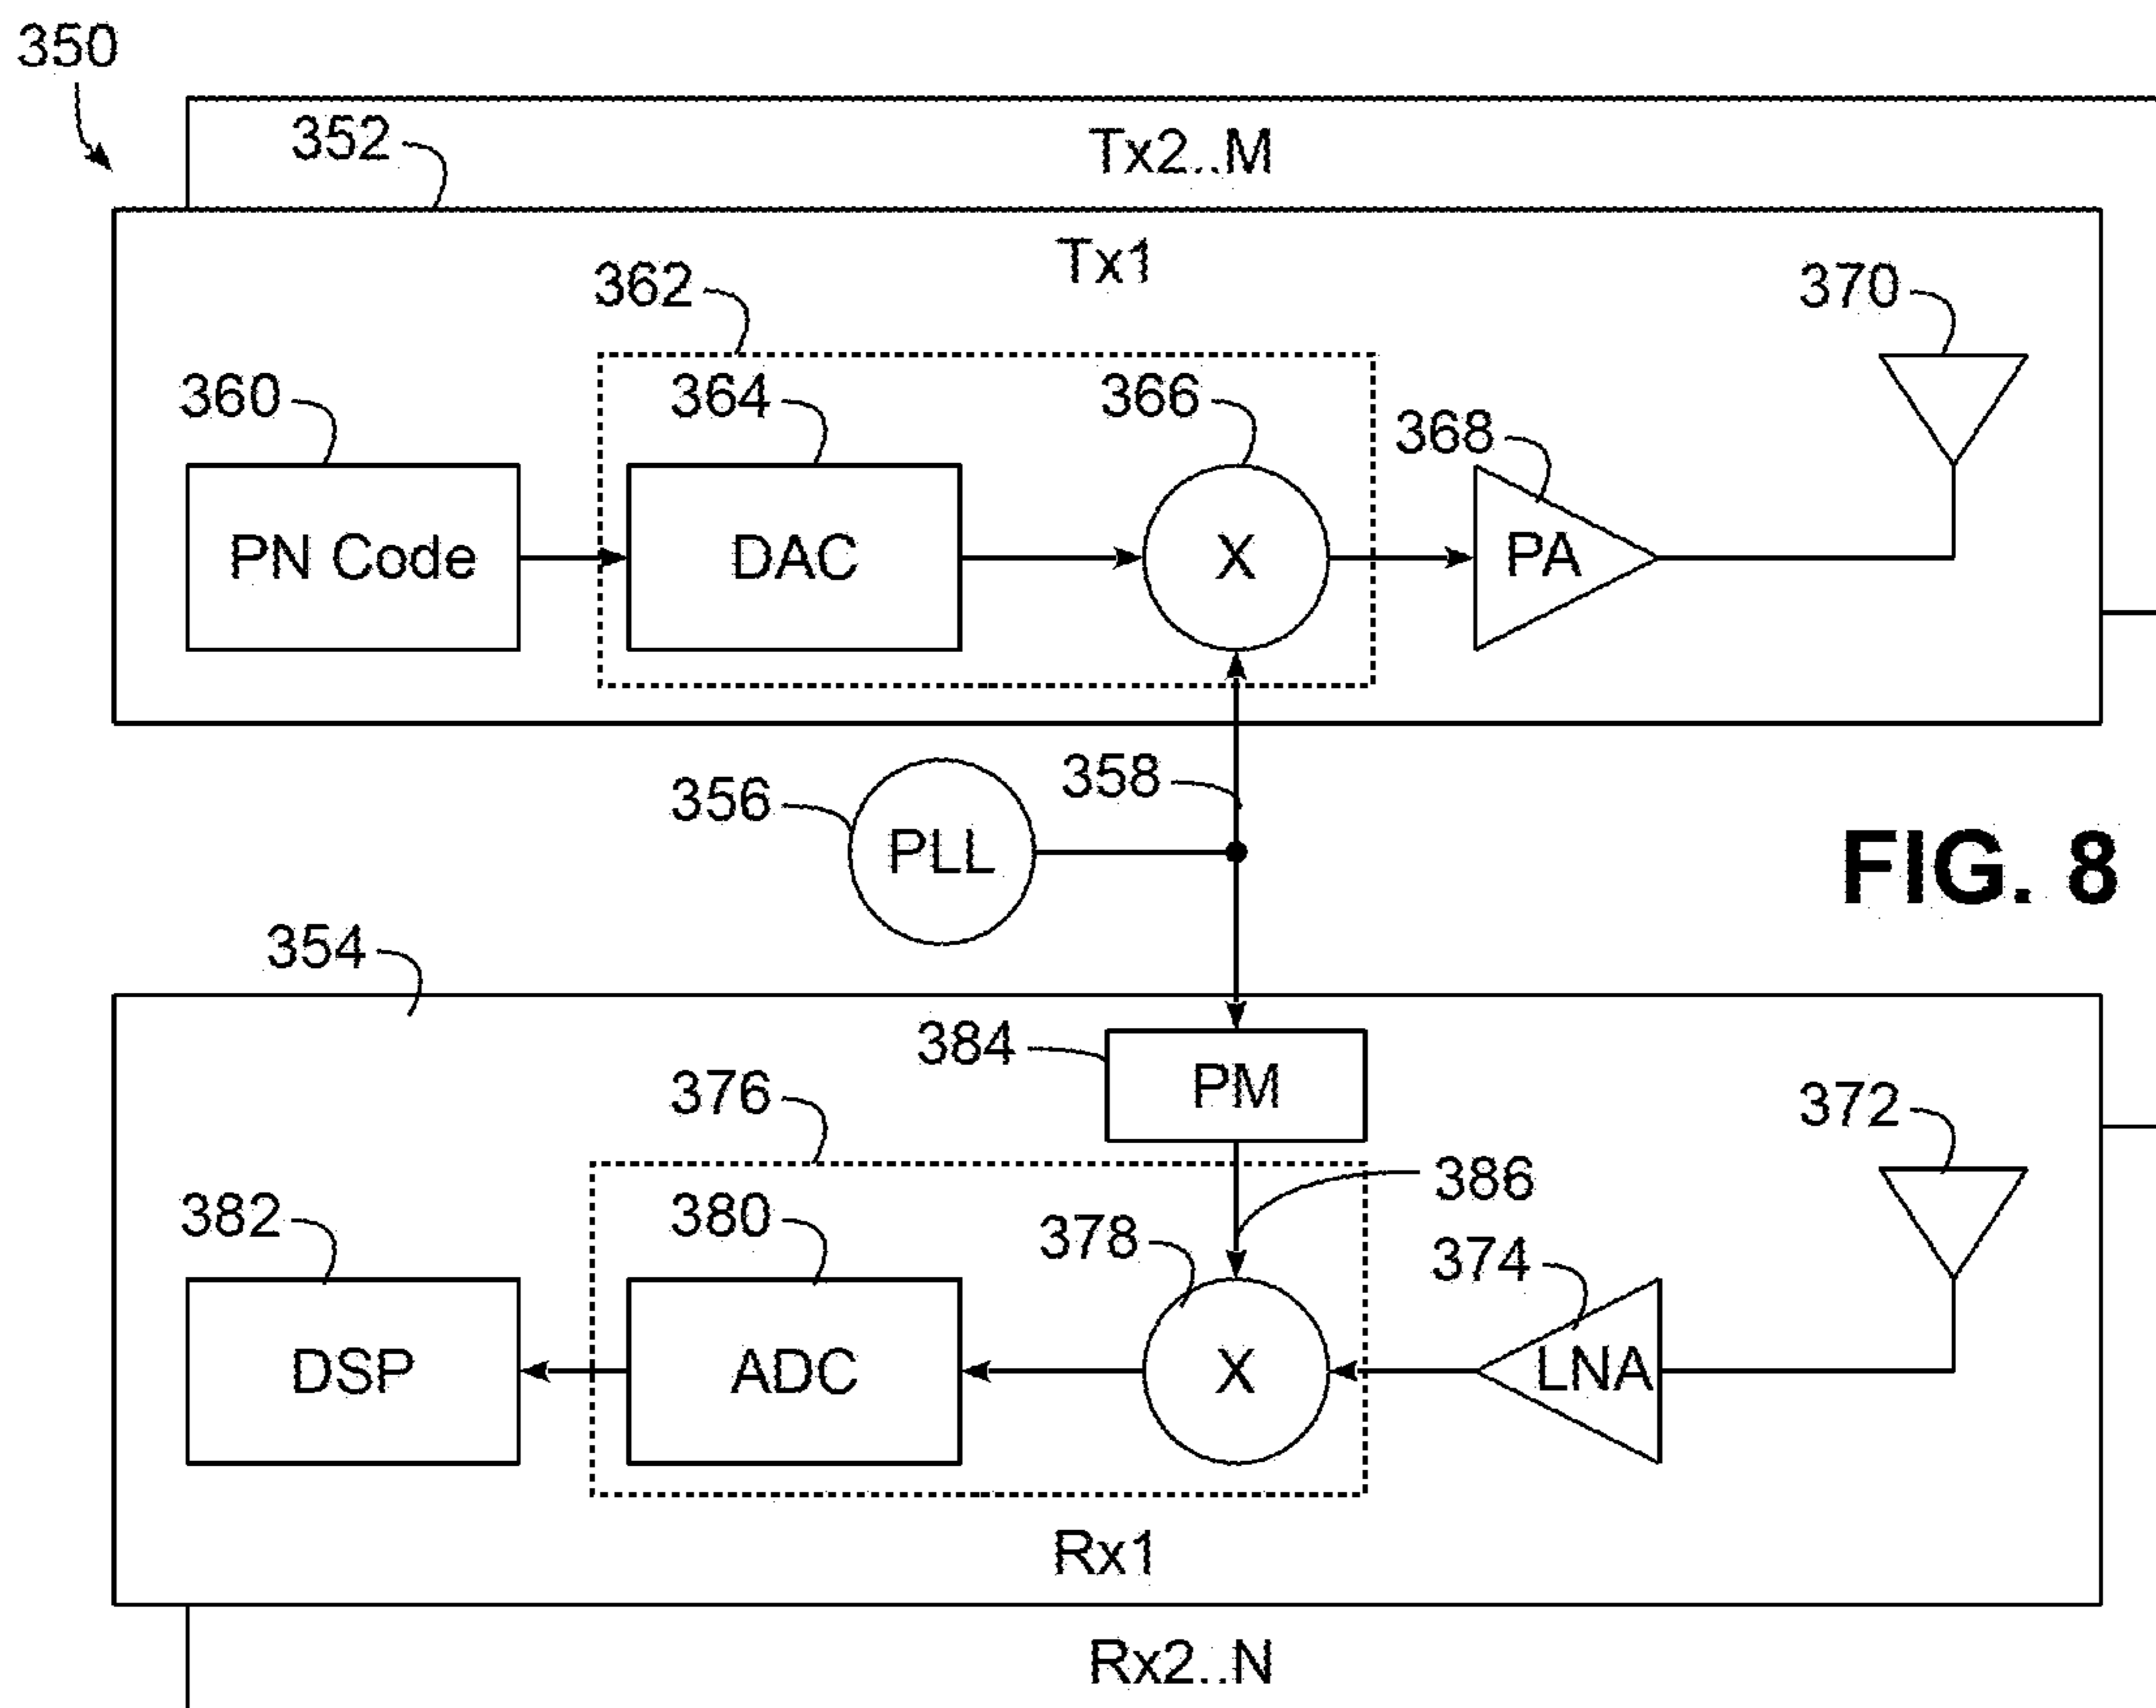 350
352
Tx2..M
Tx1
362
370
360
364
366
368
PN Code
DAC
X
PA
356
358
PLL
FIG. 8
354
384
PM
376
372
386
382
380
378
374
DSP
ADC
X
LNA
Rx1
Rx2..N